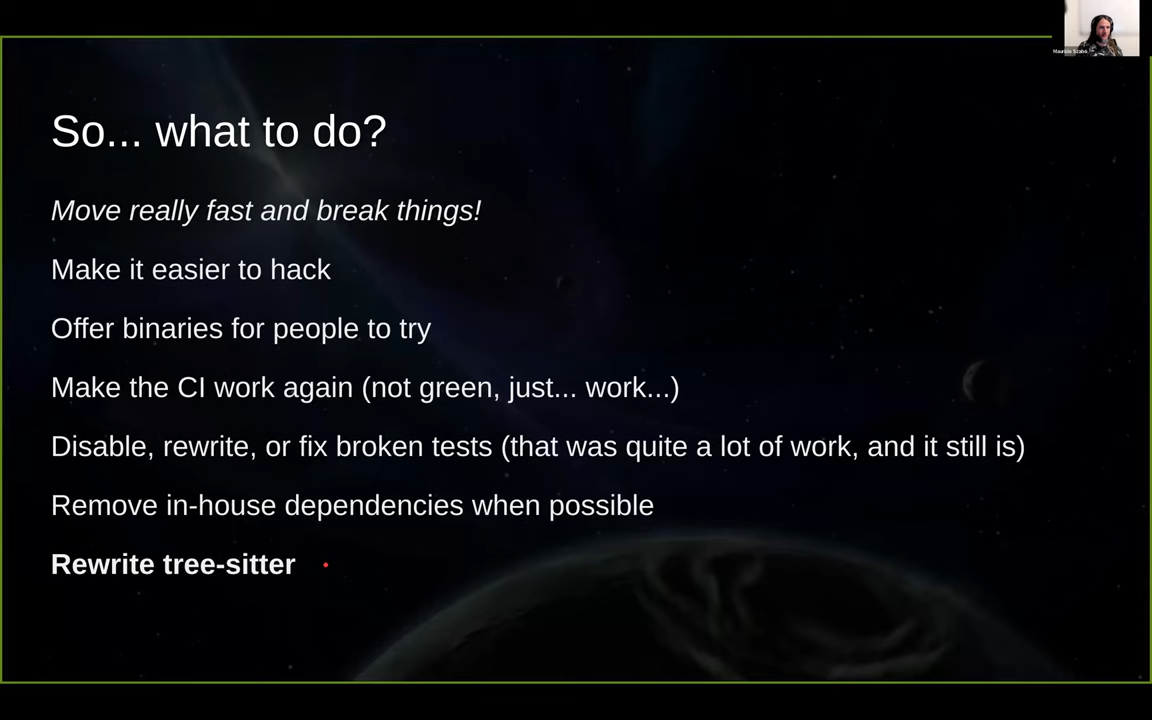 Mauricio Szabo
So... what to do?
Move really fast and break things!
Make it easier to hack
Offer binaries for people to try
Make the CI work again (not green, just... work...)
Disable, rewrite, or fix broken tests (that was quite a lot of work, and it still is)
Remove in-house dependencies when possible
Rewrite tree-sitter